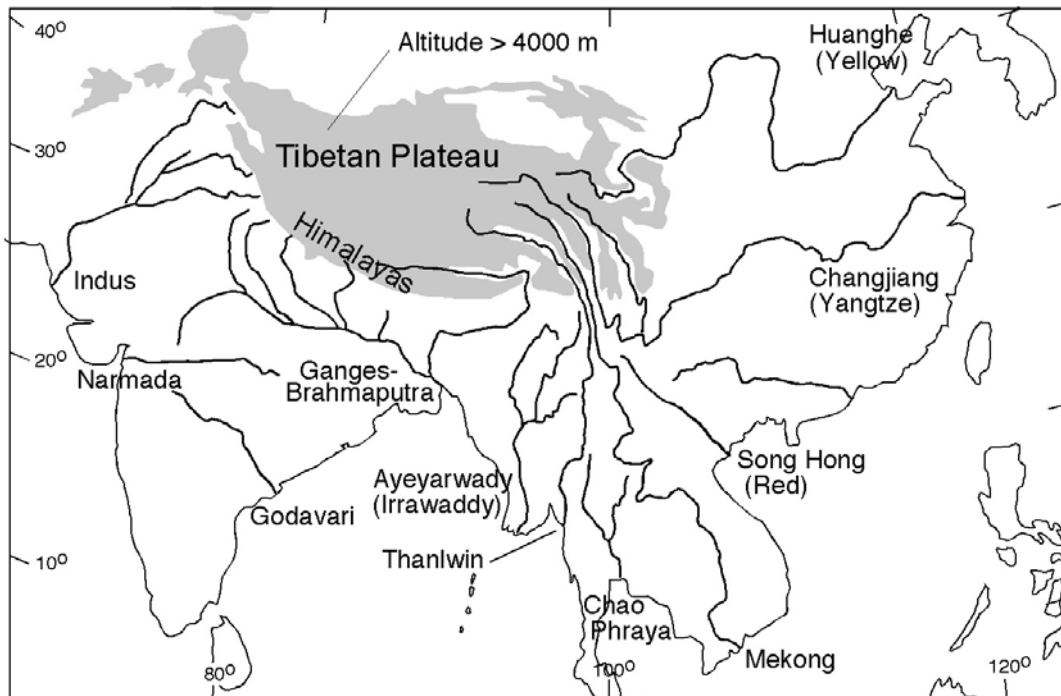 40°
Altitude > 4000 m
Huanghe
(Yellow)
30°
Tibetan Plateau
Himalayas
Indus
Changjiang
(Yangtze)
20°
Narmada
Ganges-
Brahmaputra
Ayeyarwady
(Irrawaddy)
Song Hong
(Red)
Godavari
10°
Thanlwin
Chao
Phraya
Mekong
80°
100°
120°